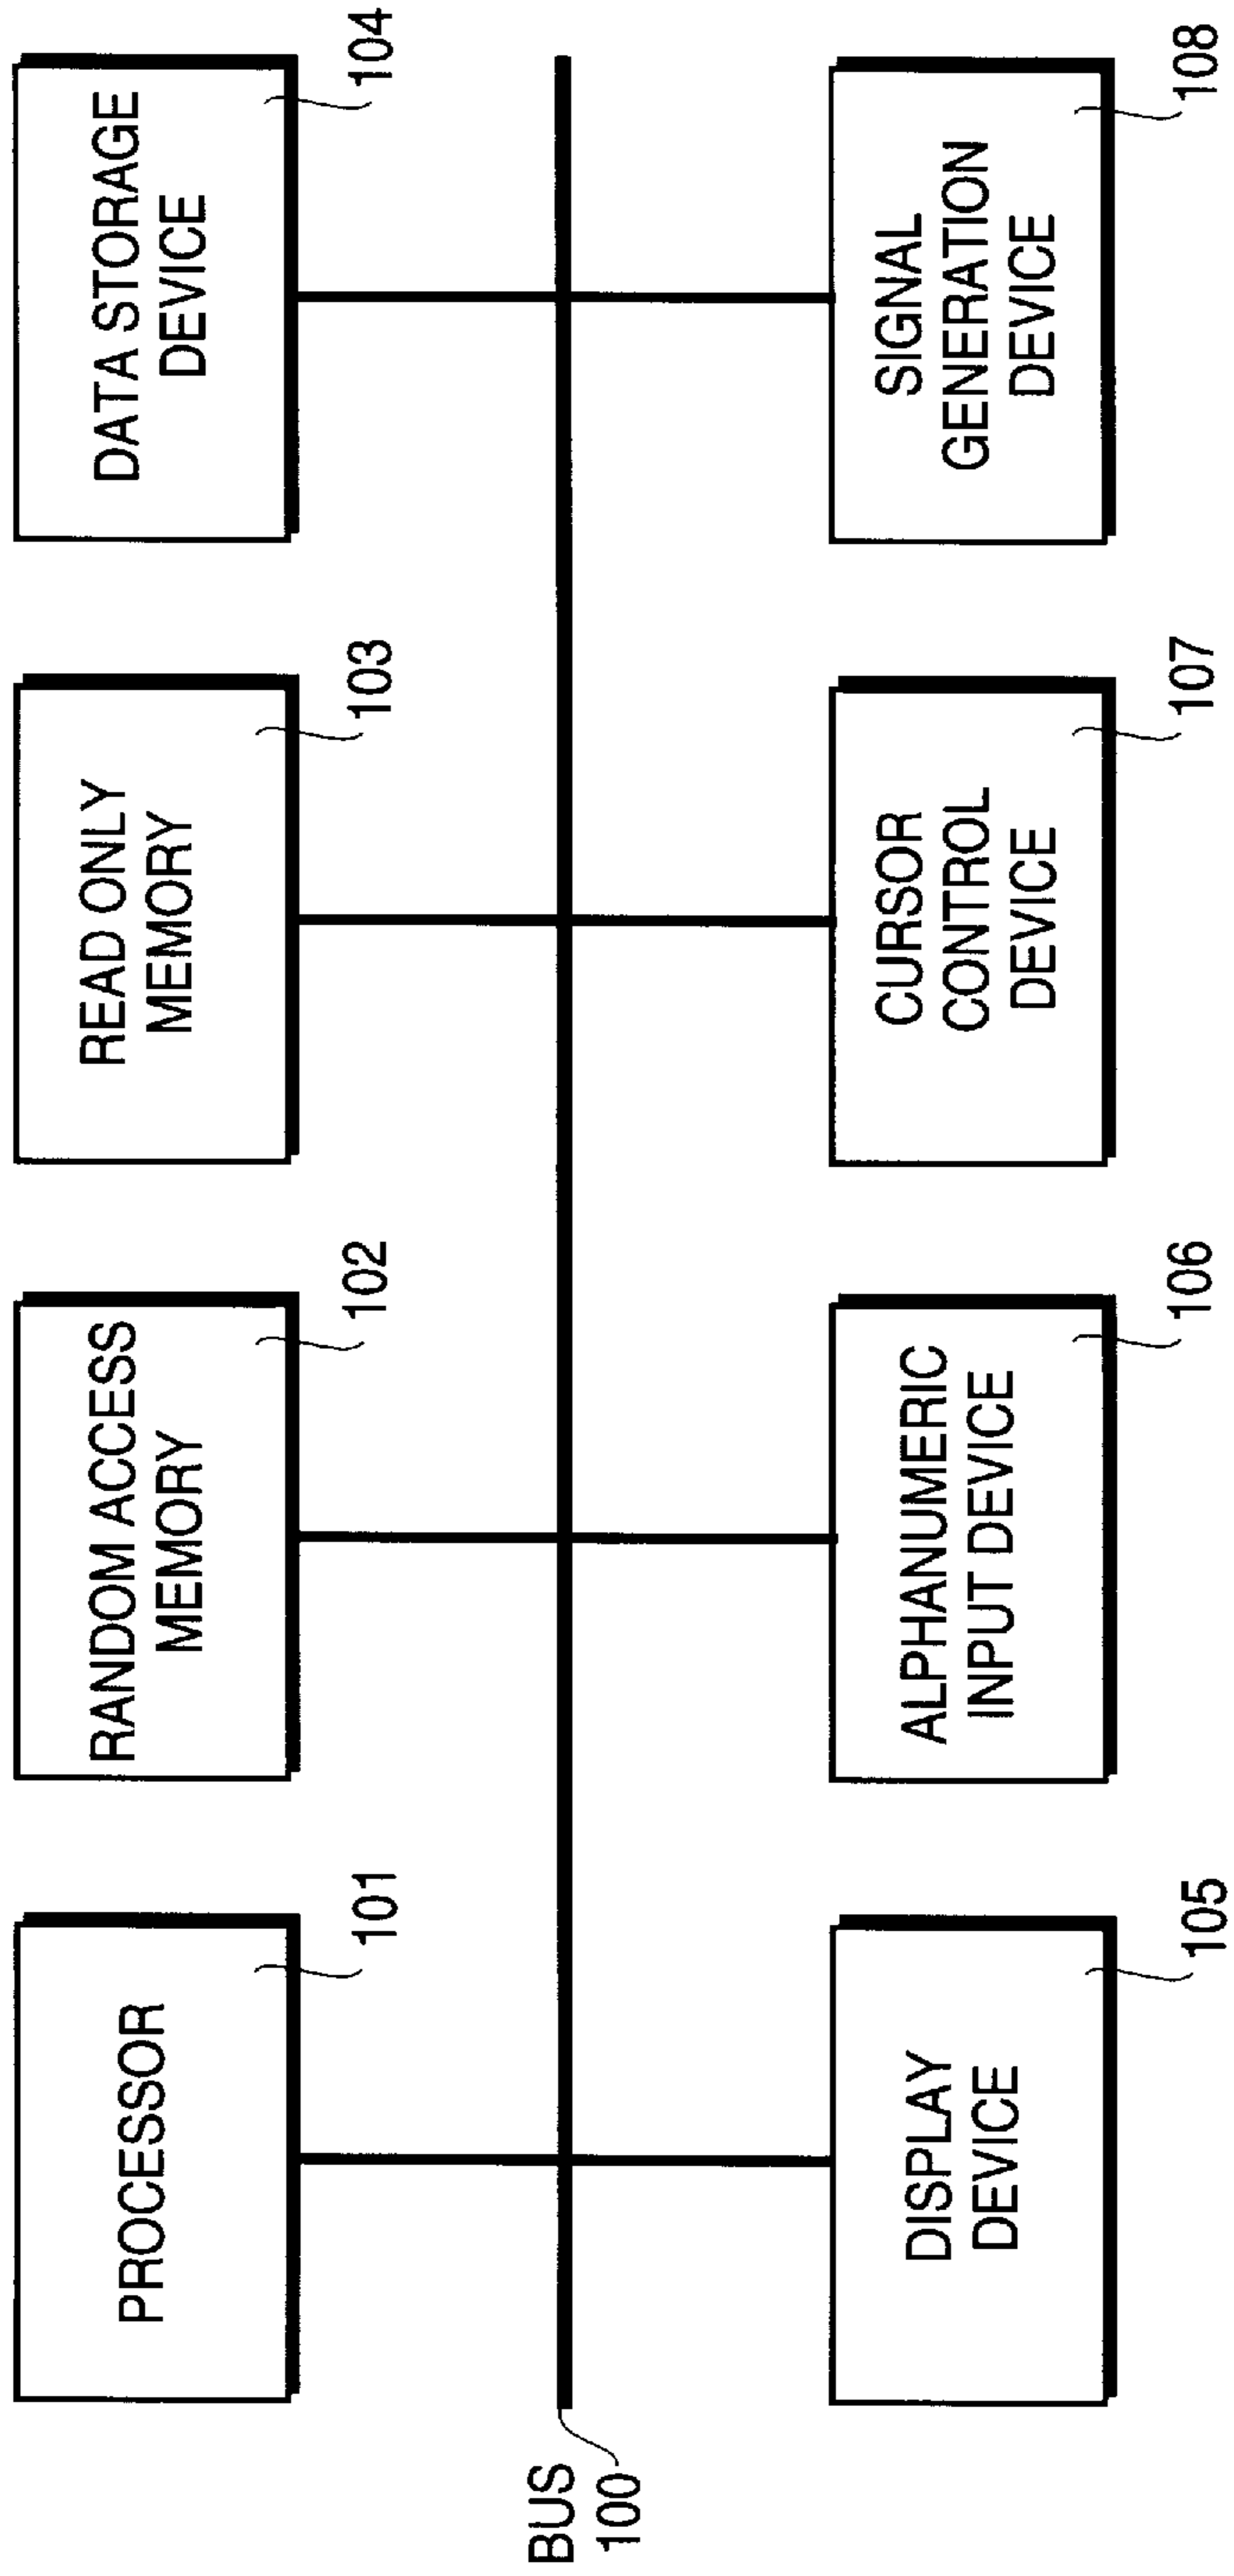 PROCESSOR
101
RANDOM ACCESS
MEMORY
102
READ ONLY
MEMORY
103
DATA STORAGE
DEVICE
104
BUS
100
DISPLAY
DEVICE
105
ALPHANUMERIC
INPUT DEVICE
106
CURSOR
CONTROL
DEVICE
107
SIGNAL
GENERATION
DEVICE
108